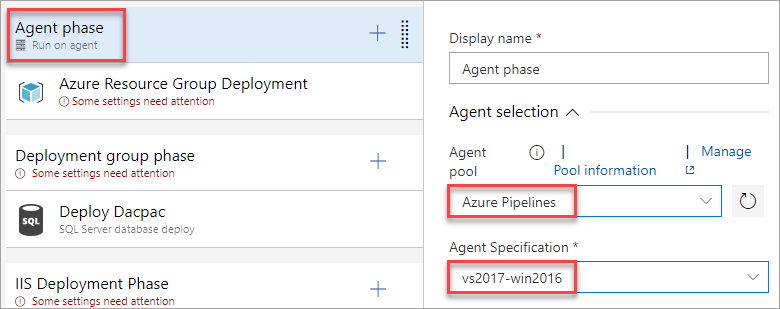 Agent phase
Run on agent
Azure Resource Group Deployment
Some settings need attention
Deployment group phase
Some settings need attention
SQL
Deploy Dacpac
SQL Server database deploy
IIS Deployment Phase
Some settings need attention
Display name *
Agent phase
Agent selection
Agent pool
| Pool information
| Manage
Azure Pipelines
Agent Specification *
vs2017-win2016